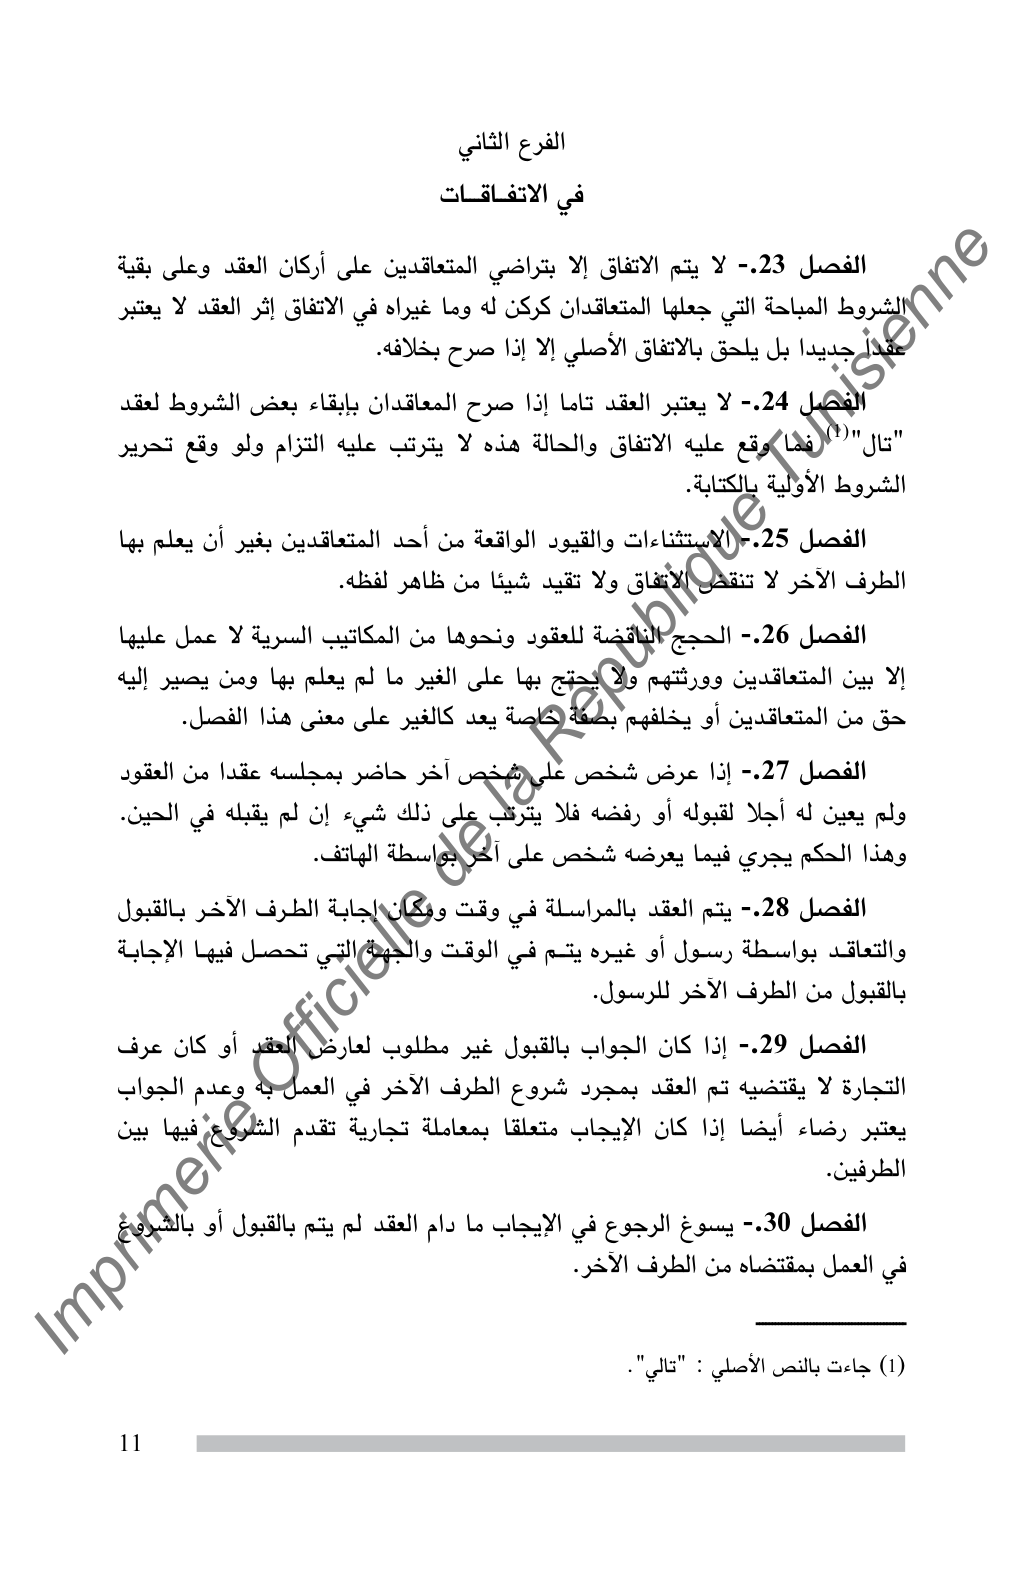 الفرع الثاني
في الاتفـاقـات
الفصل 23.- لا يتم الاتفاق إلا بتراضي المتعاقدين على أركان العقد وعلى بقية
الشروط المباحة التي جعلها المتعاقدان كركن له وما غيراه في الاتفاق إثر العقد لا يعتبر
عقدا جديدا بل يلحق بالاتفاق الأصلي إلا إذا صرح بخلافه.
الفصل 24.- لا يعتبر العقد تاما إذا صرح المعاقدان بإبقاء بعض الشروط لعقد
"تال"(1) فما وقع عليه الاتفاق والحالة هذه لا يترتب عليه التزام ولو وقع تحرير
الشروط الأولية بالكتابة.
الفصل 25.- الاستثناءات والقيود الواقعة من أحد المتعاقدين بغير أن يعلم بها
الطرف الآخر لا تنقض الاتفاق ولا تقيد شيئا من ظاهر لفظه.
الفصل 26.- الحجج الناقضة للعقود ونحوها من المكاتيب السرية لا عمل عليها
إلا بين المتعاقدين وورثتهم ولا يحتج بها على الغير ما لم يعلم بها ومن يصير إليه
حق من المتعاقدين أو يخلفهم بصفة خاصة يعد كالغير على معنى هذا الفصل.
الفصل 27.- إذا عرض شخص على شخص آخر حاضر بمجلسه عقدا من العقود
ولم يعين له أجلا لقبوله أو رفضه فلا يترتب على ذلك شيء إن لم يقبله في الحين.
وهذا الحكم يجري فيما يعرضه شخص على آخر بواسطة الهاتف.
الفصل 28.- يتم العقد بالمراسلة في وقت ومكان إجابة الطرف الآخر بالقبول
والتعاقد بواسطة رسول أو غيره يتم في الوقت والجهة التي تحصل فيها الإجابة
بالقبول من الطرف الآخر للرسول.
الفصل 29.- إذا كان الجواب بالقبول غير مطلوب لعارض العقد أو كان عرف
التجارة لا يقتضيه تم العقد بمجرد شروع الطرف الآخر في العمل به وعدم الجواب
يعتبر رضاء أيضا إذا كان الإيجاب متعلقا بمعاملة تجارية تقدم الشروع فيها بين
الطرفين.
الفصل 30.- يسوغ الرجوع في الإيجاب ما دام العقد لم يتم بالقبول أو بالشروع
في العمل بمقتضاه من الطرف الآخر.
(1) جاءت بالنص الأصلي : "تالي".
11
Imprimerie Officielle de la République Tunisienne